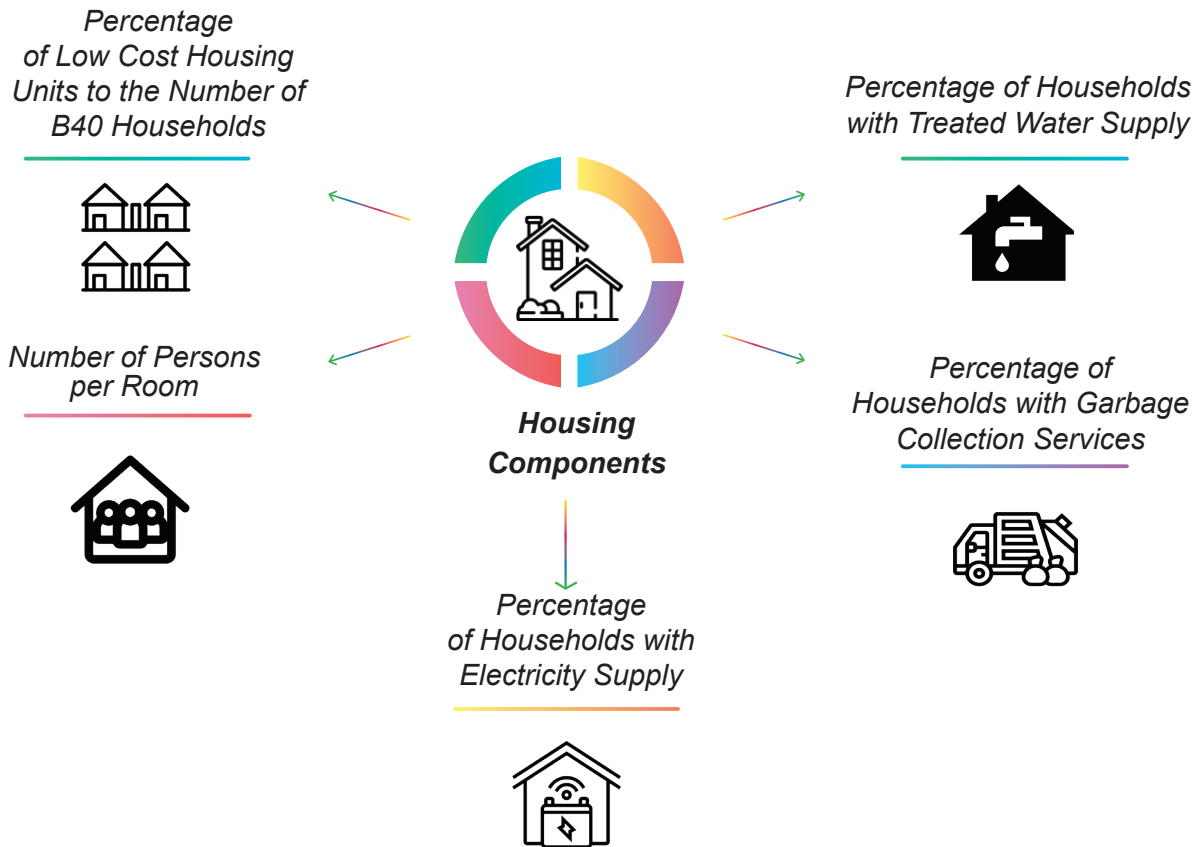 Percentage
of Low Cost Housing
Units to the Number of
B40 Households
Percentage of Households
with Treated Water Supply
Number of Persons
per Room
Housing
Components
Percentage of
Households with Garbage
Collection Services
Percentage
of Households with
Electricity Supply